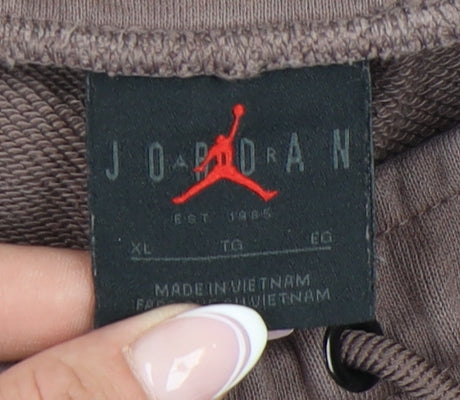 JORDAN
EST. 1985
XL TG EG
MADE IN VIETNAM
VIETNAM